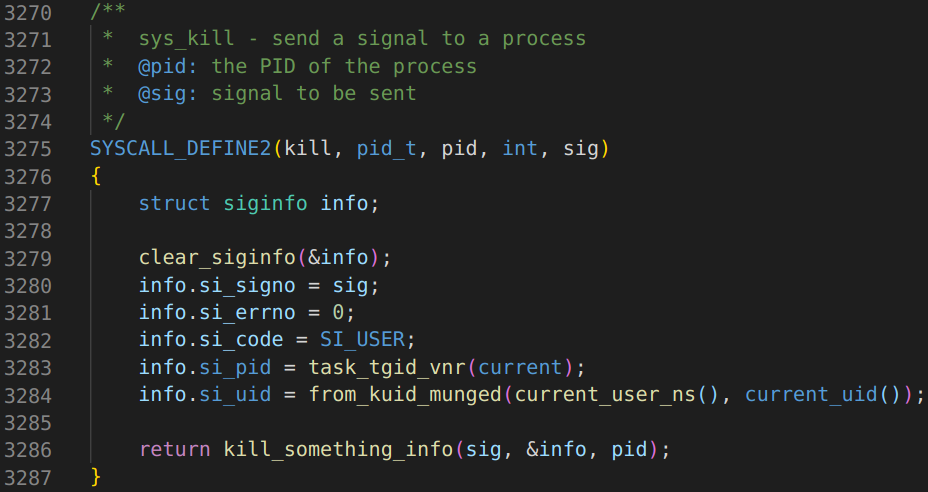 3270 /**
3271  *  sys_kill - send a signal to a process
3272  *  @pid: the PID of the process
3273  *  @sig: signal to be sent
3274  */
3275 SYSCALL_DEFINE2(kill, pid_t, pid, int, sig)
3276 {
3277     struct siginfo info;
3278
3279     clear_siginfo(&info);
3280     info.si_signo = sig;
3281     info.si_errno = 0;
3282     info.si_code = SI_USER;
3283     info.si_pid = task_tgid_vnr(current);
3284     info.si_uid = from_kuid_munged(current_user_ns(), current_uid());
3285
3286     return kill_something_info(sig, &info, pid);
3287 }